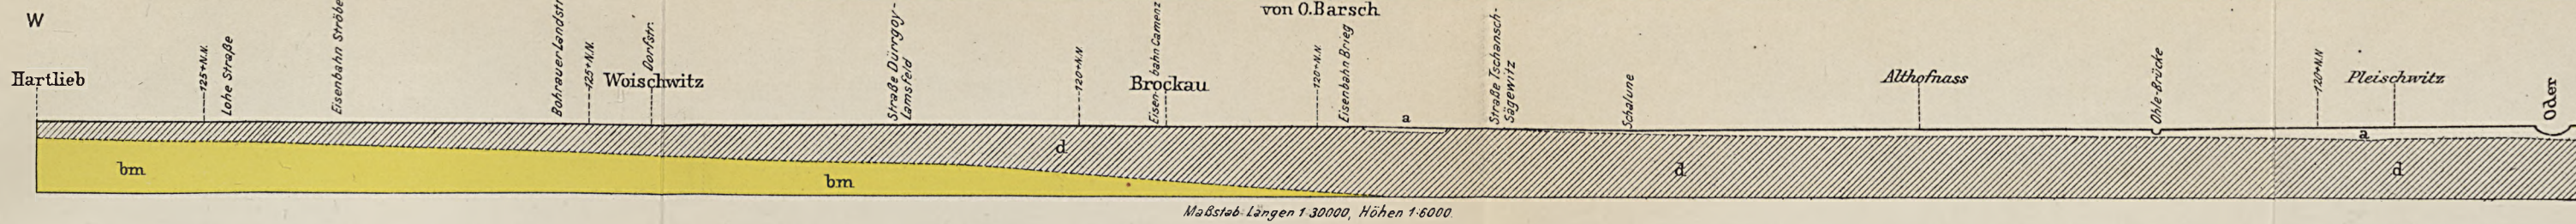 von O. Barsch
W
Hartlieb
125+N.N.
Lohe Straße
Eisenbahn Ströbe
Bohrauer Landstr
125+N.N.
Dorfstr.
Woischwitz
Straße Dürrgoy-
Lamsfeld
120+N.N
Eisen-bahn Camenz
Brockau
120+N.N
Eisenbahn Brieg
a
Straße Tschansch-
Sägewitz
Schalune
Althofnass
Ohle-Brücke
120+N.N
Pleischwitz
Oder
a
bm
bm
d
d
d
Maßstab Längen 1:30000, Höhen 1:6000.